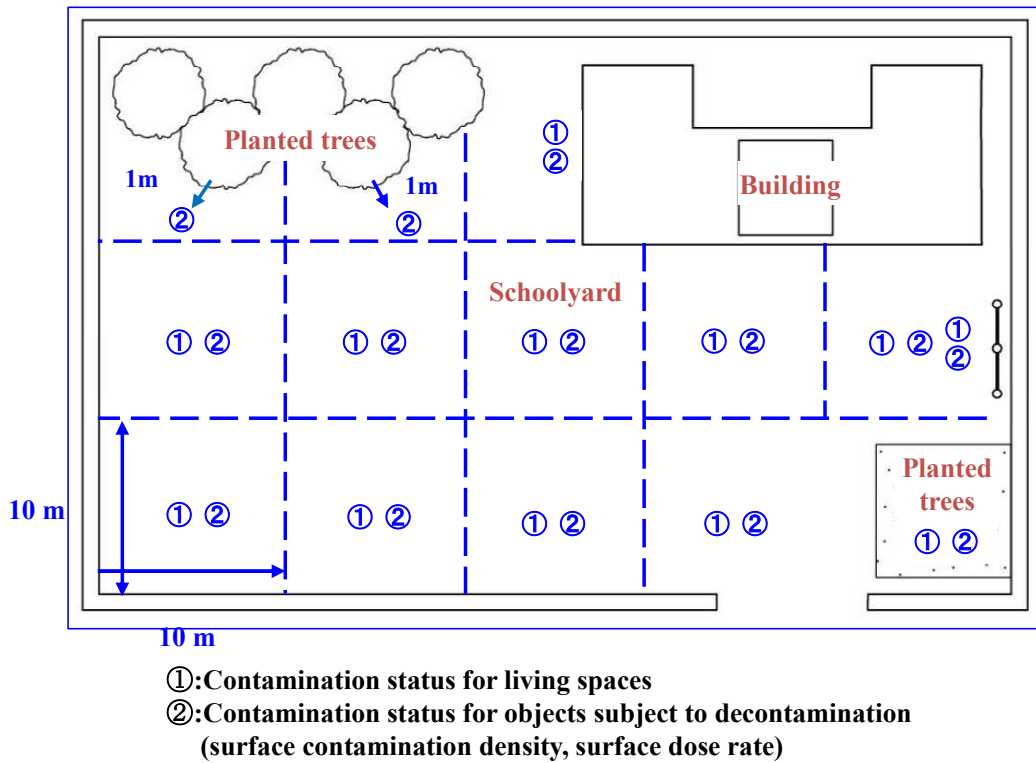 ①
②
Planted trees
1m
1m
Building
②
②
Schoolyard
① ②
① ②
① ②
① ②
① ②
①
②
Planted
trees
10 m
① ②
① ②
① ②
① ②
① ②
10 m
①:Contamination status for living spaces
②:Contamination status for objects subject to decontamination
(surface contamination density, surface dose rate)